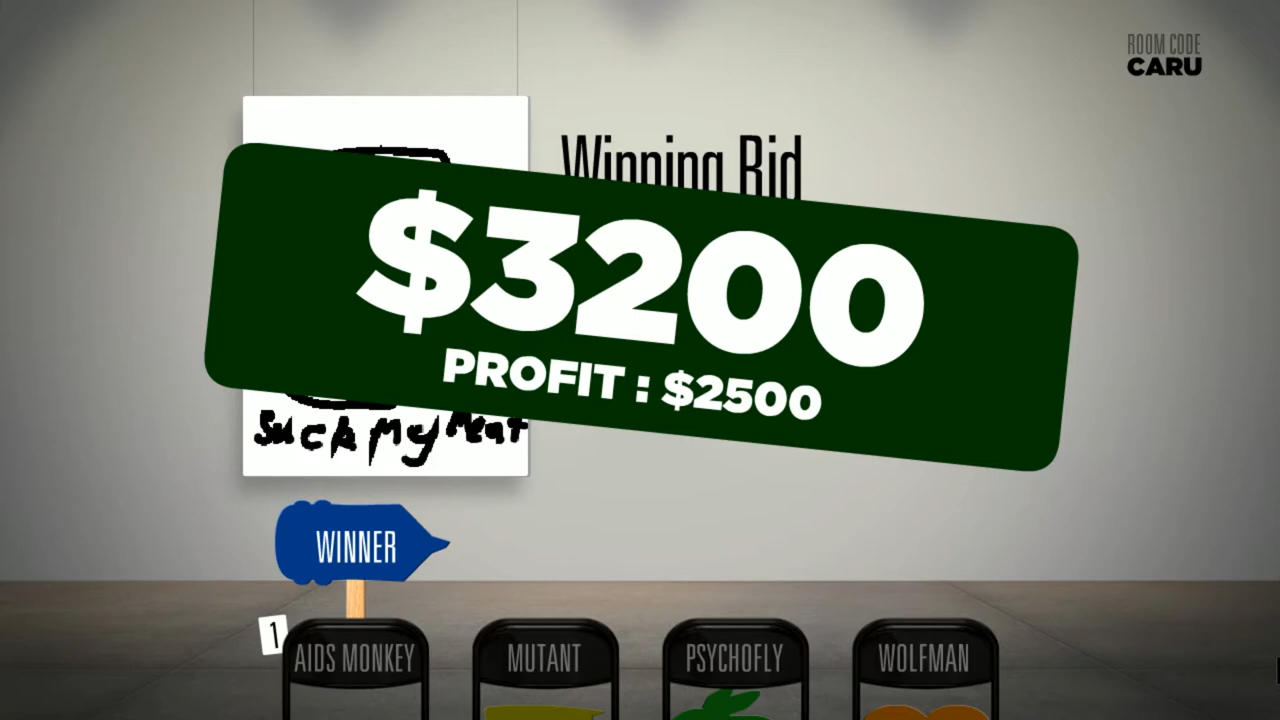 ROOM CODE
CARU
Winning Bid
$3200
PROFIT : $2500
Suck My Meat
WINNER
1
AIDS MONKEY
MUTANT
PSYCHOFLY
WOLFMAN